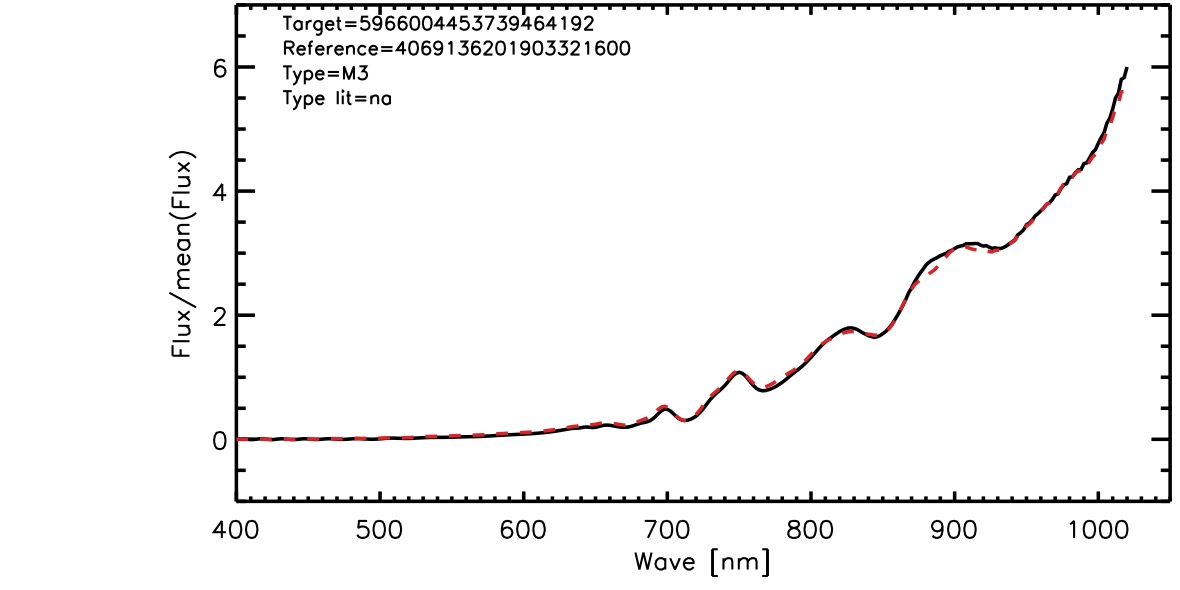 Target=5966004453739464192
Reference=4069136201903321600
Type=M3
Type lit=na
6
4
2
0
Flux/mean(Flux)
400 500 600 700 800 900 1000
Wave [nm]